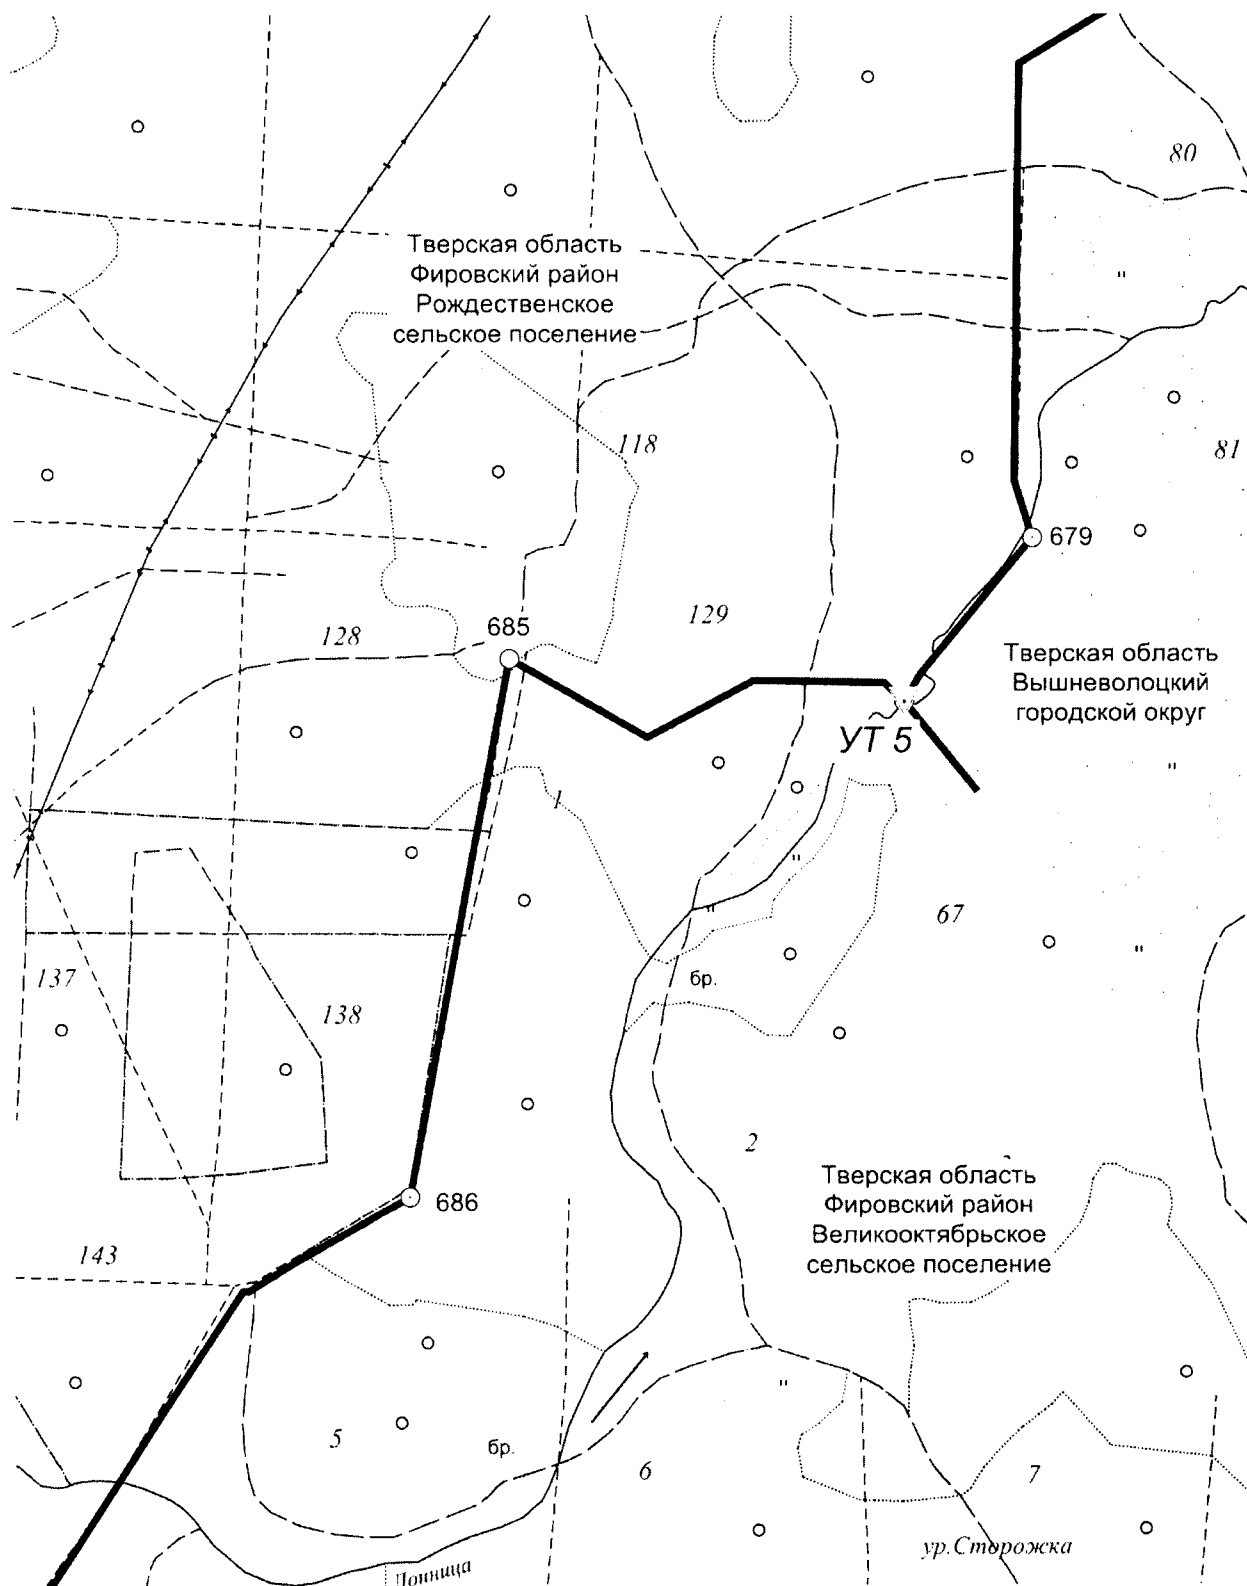 80
Тверская область
Фировский район
Рождественское
сельское поселение
118
81
679
129
128
685
Тверская область
Вышневолоцкий
городской округ
УТ 5
1
67
137
бр.
138
2
Тверская область
Фировский район
Великооктябрьское
сельское поселение
686
143
5
бр.
6
7
ур.Сторожка